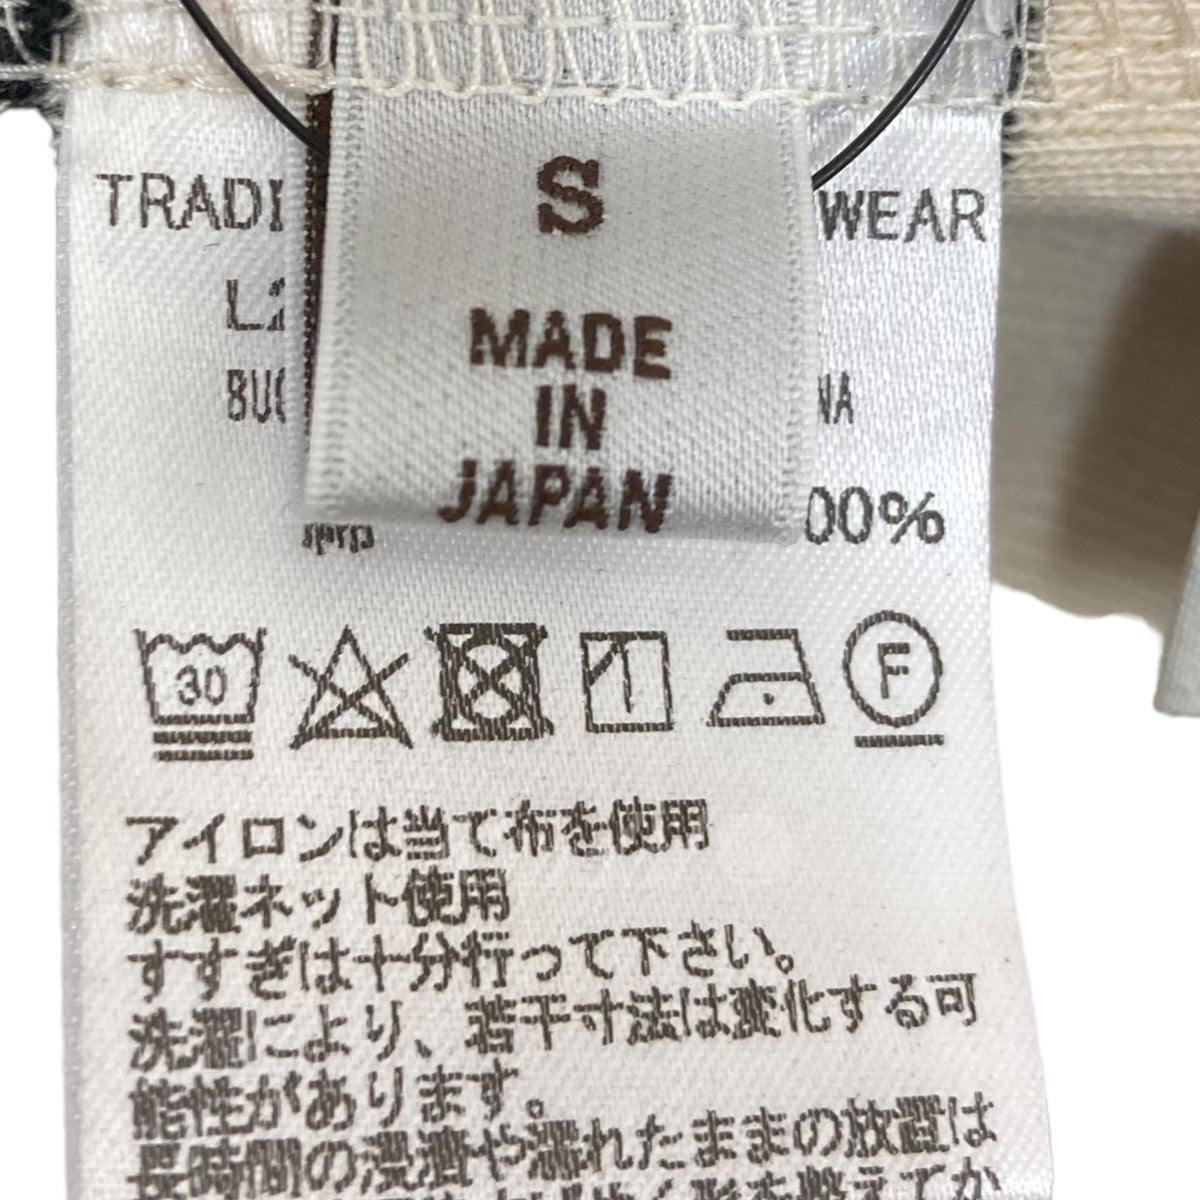 S
MADE
IN
JAPAN
WEAR
00%
30
F
アイロンは当て布を使用
洗濯ネット使用
すすぎは十分行って下さい。
洗濯により、若干寸法は変化する可
能性があります。
長時間の浸漬や濡れたままの放置は